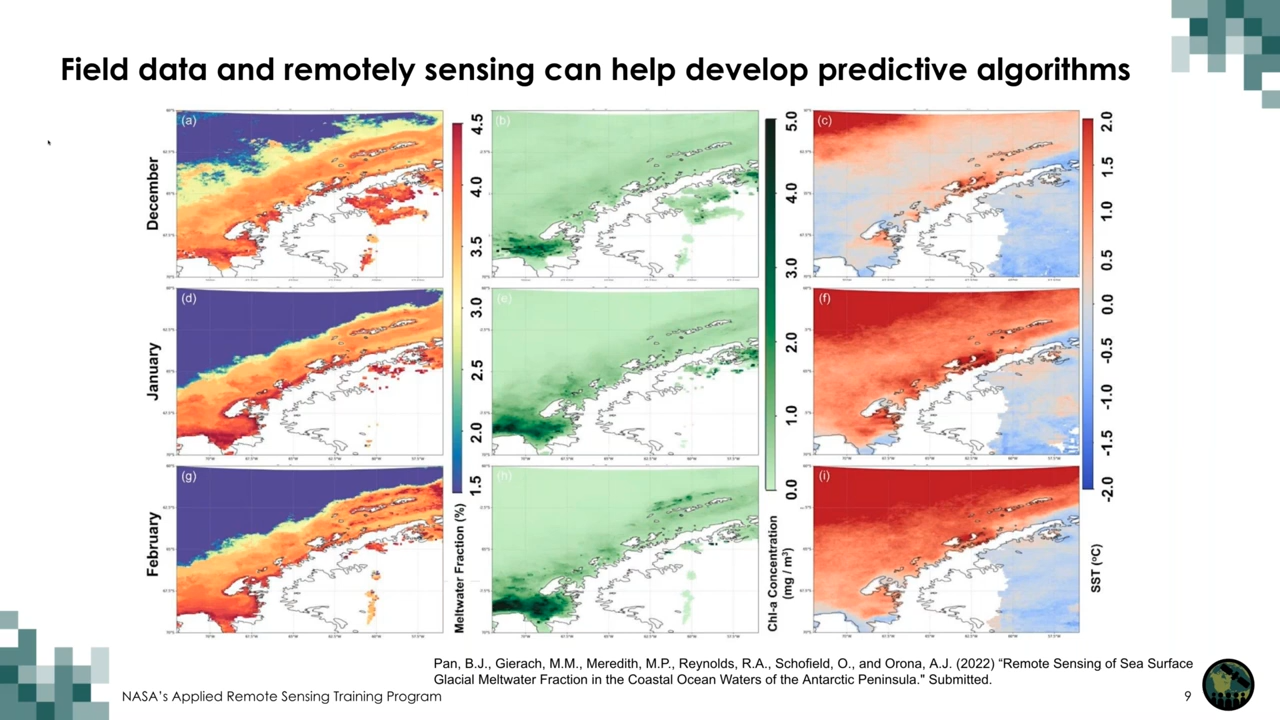 Field data and remotely sensing can help develop predictive algorithms
December
January
February
(a)
(b)
(c)
(d)
(e)
(f)
(g)
(h)
(i)
4.5
4.0
3.5
3.0
2.5
2.0
1.5
Meltwater Fraction (%)
5.0
4.0
3.0
2.0
1.0
0.0
Chl-a Concentration
(mg / m³)
2.0
1.5
1.0
0.5
0.0
-0.5
-1.0
-1.5
-2.0
SST (°C)
Pan, B.J., Gierach, M.M., Meredith, M.P., Reynolds, R.A., Schofield, O., and Orona, A.J. (2022) “Remote Sensing of Sea Surface
Glacial Meltwater Fraction in the Coastal Ocean Waters of the Antarctic Peninsula." Submitted.
NASA’s Applied Remote Sensing Training Program
9